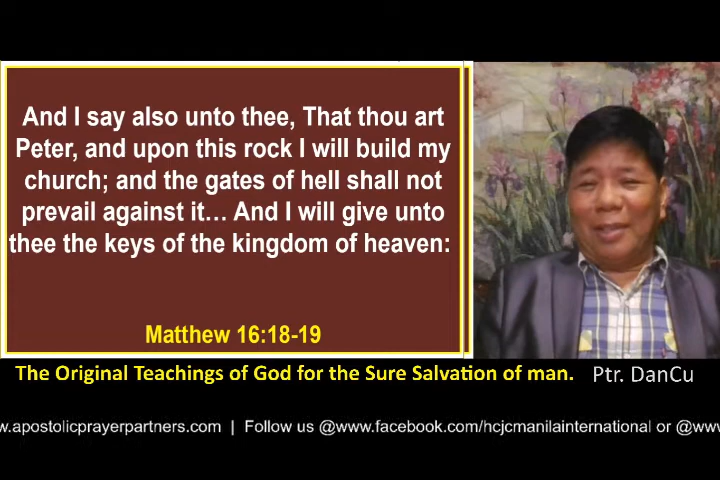 And I say also unto thee, That thou art
Peter, and upon this rock I will build my
church; and the gates of hell shall not
prevail against it... And I will give unto
thee the keys of the kingdom of heaven:
Matthew 16:18-19
The Original Teachings of God for the Sure Salvation of man. Ptr. DanCu
w.apostolicprayerpartners.com | Follow us @www.facebook.com/hcjcmanilainternational or @www